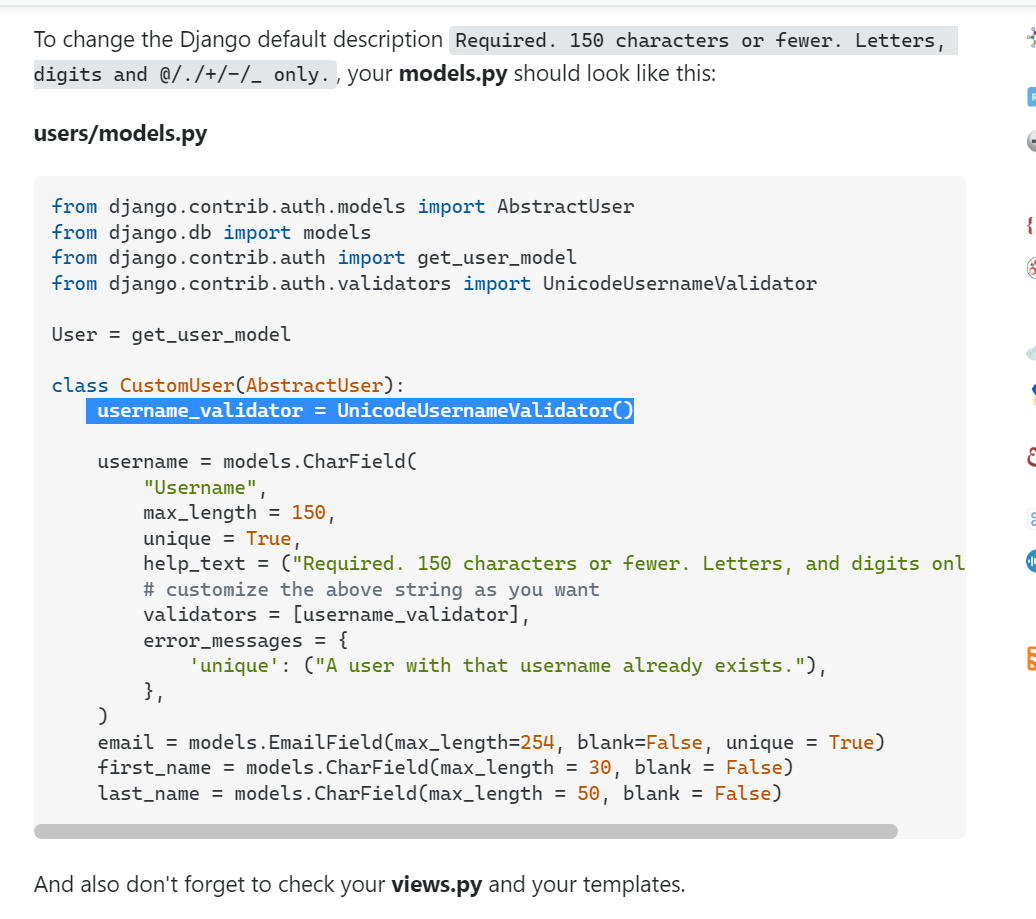 To change the Django default description Required. 150 characters or fewer. Letters,
digits and @/./+/-/_ only., your models.py should look like this:
users/models.py
from django.contrib.auth.models import AbstractUser
from django.db import models
from django.contrib.auth import get_user_model
from django.contrib.auth.validators import UnicodeUsernameValidator
User = get_user_model
class CustomUser(AbstractUser):
username_validator = UnicodeUsernameValidator()
username = models.CharField(
"Username",
max_length = 150,
unique = True,
help_text = ("Required. 150 characters or fewer. Letters, and digits onl
# customize the above string as you want
validators = [username_validator],
error_messages = {
'unique': ("A user with that username already exists."),
},
)
email = models.EmailField(max_length=254, blank=False, unique = True)
first_name = models.CharField(max_length = 30, blank = False)
last_name = models.CharField(max_length = 50, blank = False)
And also don't forget to check your views.py and your templates.